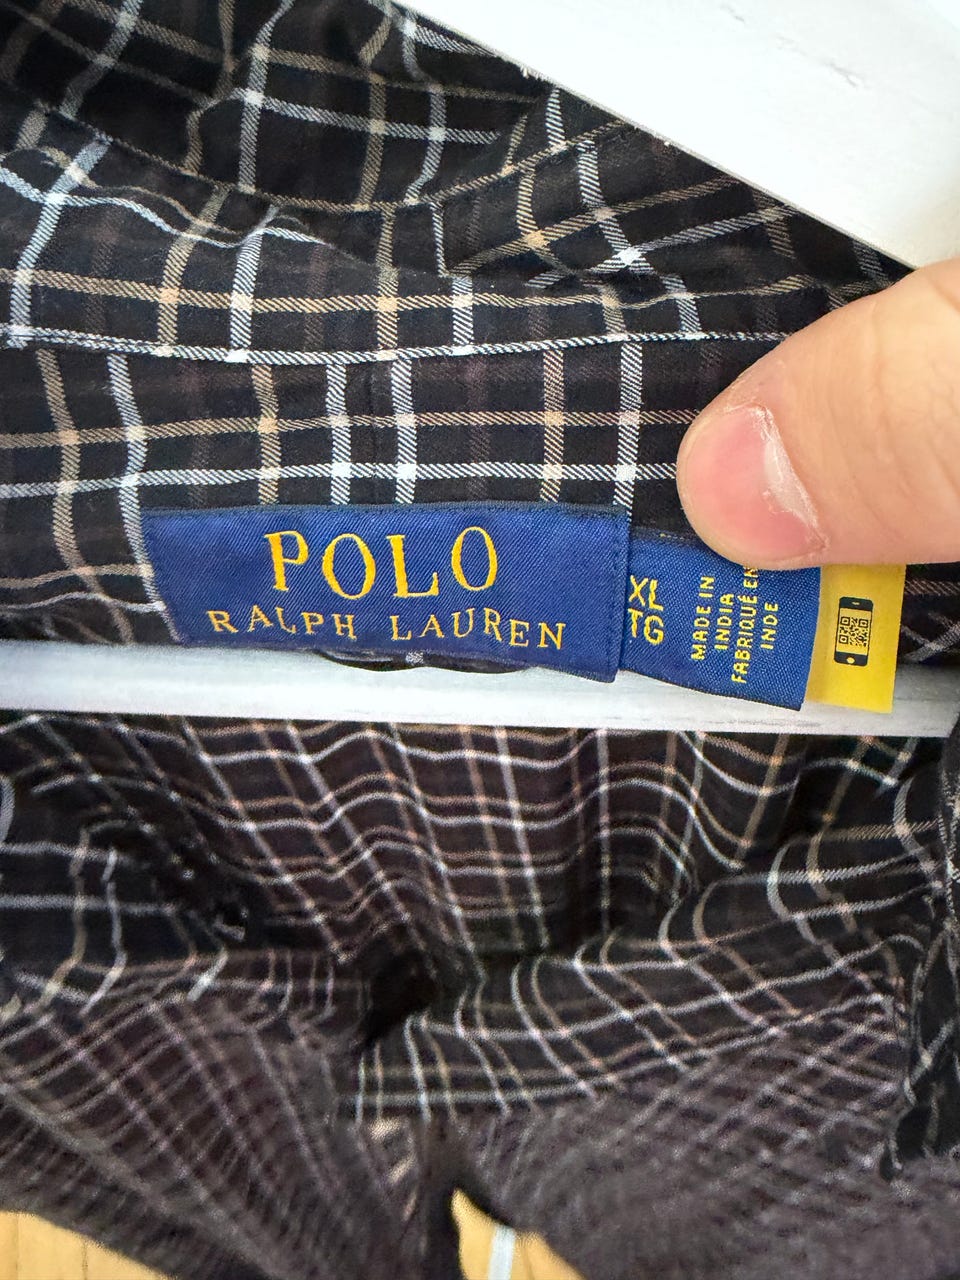 POLO
RALPH LAUREN
XL
TG
MADE IN
INDIA
FABRIQUÉ EN
INDE